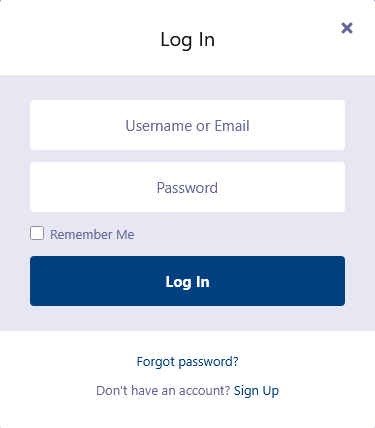 Log In
Username or Email
Password
Remember Me
Log In
Forgot password?
Don't have an account? Sign Up